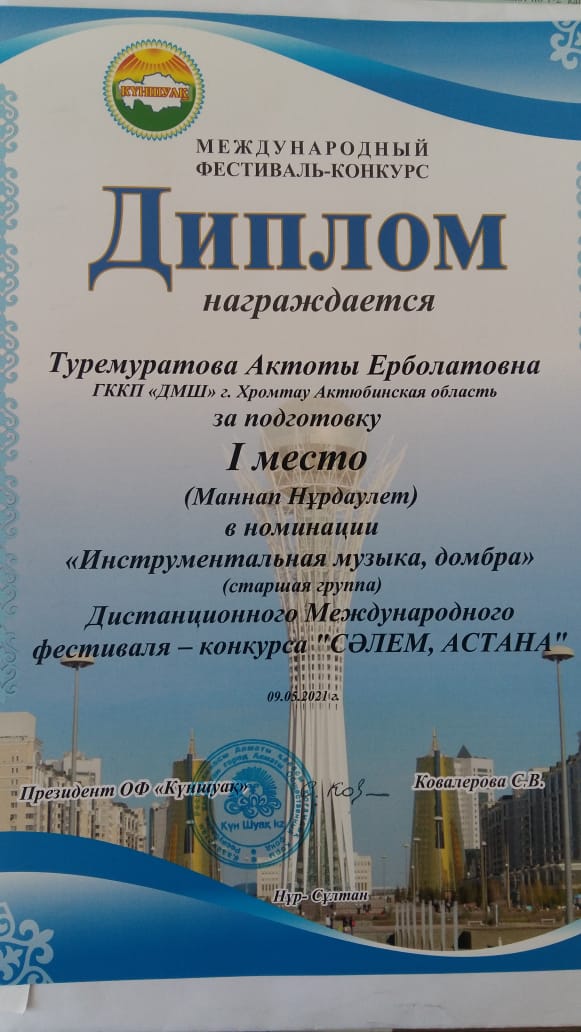 КҮНШУАҚ
МЕЖДУНАРОДНЫЙ
ФЕСТИВАЛЬ-КОНКУРС
Диплом
награждается
Туремуратова Актоты Ерболатовна
ГККП «ДМШ» г. Хромтау Актюбинская область
за подготовку
I место
(Маннап Нұрдаулет)
в номинации
«Инструментальная музыка, домбра»
(старшая группа)
Дистанционного Международного
фестиваля – конкурса "СӘЛЕМ, АСТАНА"
09.05.2021 г.
Президент ОФ «Күншуак»
Ковалерова С.В.
Күн Шуақ kz
Нұр- Сұлтан